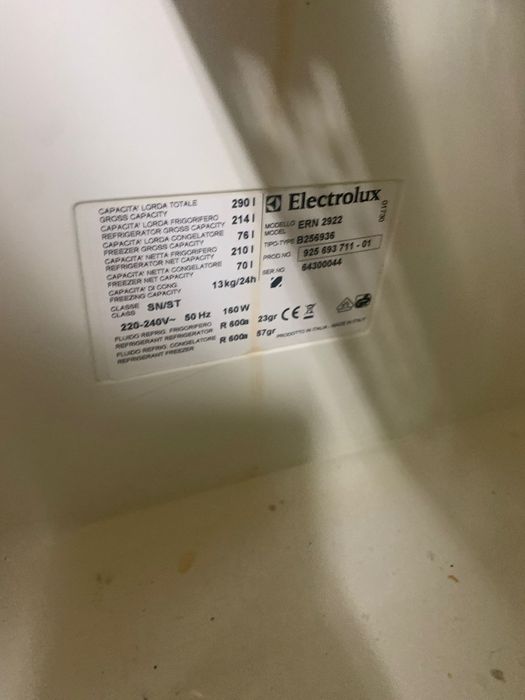 CAPACITA' LORDA TOTALE 290 l
GROSS CAPACITY
CAPACITA' LORDA FRIGORIFERO 214 l
REFRIGERATOR GROSS CAPACITY
CAPACITA' LORDA CONGELATORE 76 l
FREEZER GROSS CAPACITY
CAPACITA' NETTA FRIGORIFERO 210 l
REFRIGERATOR NET CAPACITY
CAPACITA' NETTA CONGELATORE 70 l
FREEZER NET CAPACITY
CAPACITA' DI CONG 13kg/24h
FREEZING CAPACITY
CLASSE SN/ST
CLASS
220-240V~ 50 Hz 160 W
FLUIDO REFRIG. FRIGORIFERO R 600a 23gr
REFRIGERANT REFRIGERATOR
FLUIDO REFRIG. CONGELATORE R 600a 57gr
REFRIGERANT FREEZER
Electrolux
MODELLO ERN 2922
MODEL
TIPO-TYPE B256936
PROD.NO. 925 693 711 - 01
SER.NO 64300044
CE
PRODOTTO IN ITALIA - MADE IN ITALY